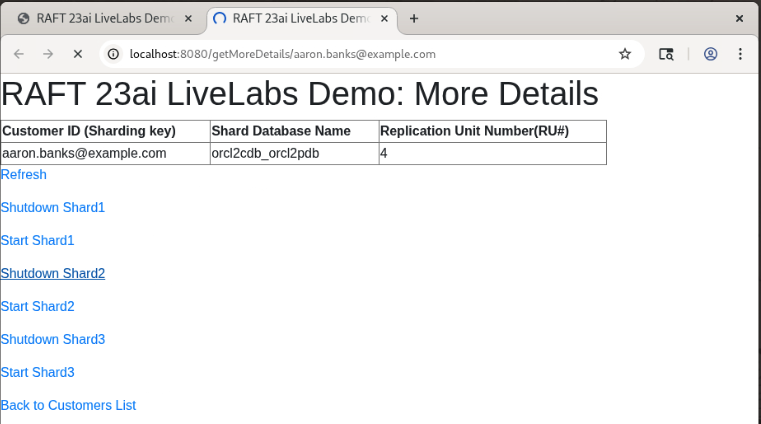 RAFT 23ai LiveLabs Dem
RAFT 23ai LiveLabs Dem
localhost:8080/getMoreDetails/aaron.banks@example.com
RAFT 23ai LiveLabs Demo: More Details
Customer ID (Sharding key) Shard Database Name Replication Unit Number(RU#)
aaron.banks@example.com orcl2cdb_orcl2pdb 4
Refresh
Shutdown Shard1
Start Shard1
Shutdown Shard2
Start Shard2
Shutdown Shard3
Start Shard3
Back to Customers List